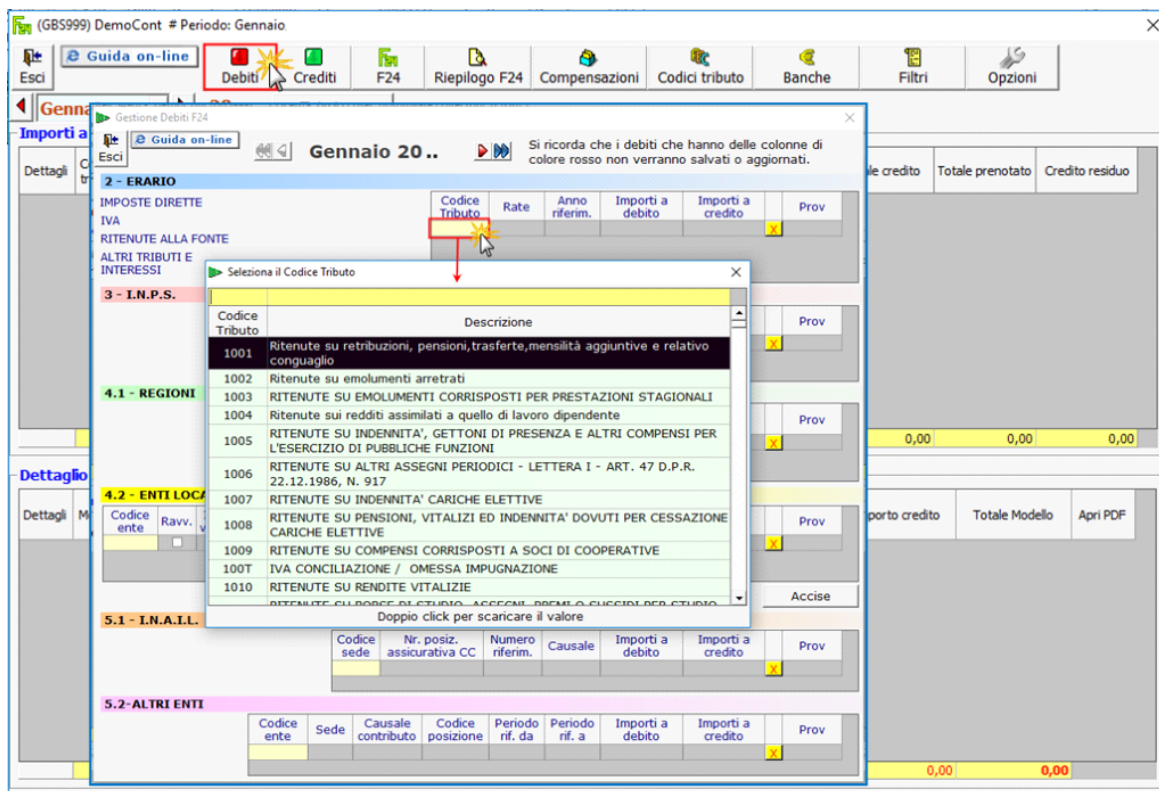 (GBS999) DemoCont # Periodo: Gennaio
Esci
Guida on-line
Debiti
Crediti
F24
Riepilogo F24
Compensazioni
Codici tributo
Banche
Filtri
Opzioni
Genna
Importi a
Dettagli
le credito
Totale prenotato
Credito residuo
0,00 0,00 0,00
Gestione Debiti F24
Esci
Guida on-line
Gennaio 20 ..
Si ricorda che i debiti che hanno delle colonne di
colore rosso non verranno salvati o aggiornati.
2 - ERARIO
IMPOSTE DIRETTE
IVA
RITENUTE ALLA FONTE
ALTRI TRIBUTI E
INTERESSI
Codice Tributo
Rate
Anno riferim.
Importi a debito
Importi a credito
Prov
X
Seleziona il Codice Tributo
Codice Tributo
Descrizione
1001 Ritenute su retribuzioni, pensioni,trasferte,mensilità aggiuntive e relativo
conguaglio
1002 Ritenute su emolumenti arretrati
1003 RITENUTE SU EMOLUMENTI CORRISPOSTI PER PRESTAZIONI STAGIONALI
1004 Ritenute sui redditi assimilati a quello di lavoro dipendente
1005 RITENUTE SU INDENNITA', GETTONI DI PRESENZA E ALTRI COMPENSI PER
L'ESERCIZIO DI PUBBLICHE FUNZIONI
1006 RITENUTE SU ALTRI ASSEGNI PERIODICI - LETTERA I - ART. 47 D.P.R.
22.12.1986, N. 917
1007 RITENUTE SU INDENNITA' CARICHE ELETTIVE
1008 RITENUTE SU PENSIONI, VITALIZI ED INDENNITA' DOVUTI PER CESSAZIONE
CARICHE ELETTIVE
1009 RITENUTE SU COMPENSI CORRISPOSTI A SOCI DI COOPERATIVE
100T IVA CONCILIAZIONE / OMESSA IMPUGNAZIONE
1010 RITENUTE SU RENDITE VITALIZIE
RITENUTE SU BORSE DI STUDIO, ASSEGNI, PREMI O SUSSIDI PER STUDIO
Doppio click per scaricare il valore
3 - I.N.P.S.
Prov
X
4.1 - REGIONI
Prov
X
Dettaglio
Dettagli
porto credito
Totale Modello
Apri PDF
4.2 - ENTI LOCA
Codice ente
Ravv.
Prov
X
Accise
5.1 - I.N.A.I.L.
Codice sede
Nr. posiz. assicurativa CC
Numero riferim.
Causale
Importi a debito
Importi a credito
Prov
X
5.2-ALTRI ENTI
Codice ente
Sede
Causale contributo
Codice posizione
Periodo rif. da
Periodo rif. a
Importi a debito
Importi a credito
Prov
X
0,00 0,00